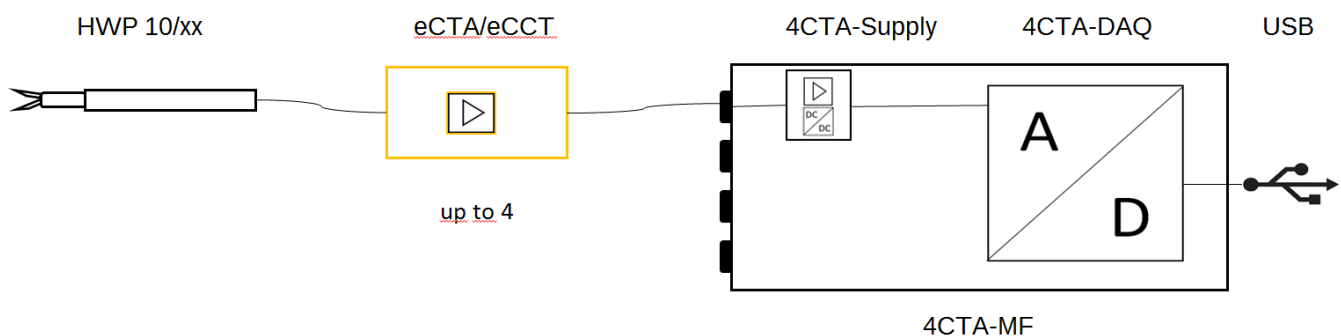 HWP 10/xx
eCTA/eCCT
4CTA-Supply
4CTA-DAQ
USB
DC
DC
A
D
up to 4
4CTA-MF